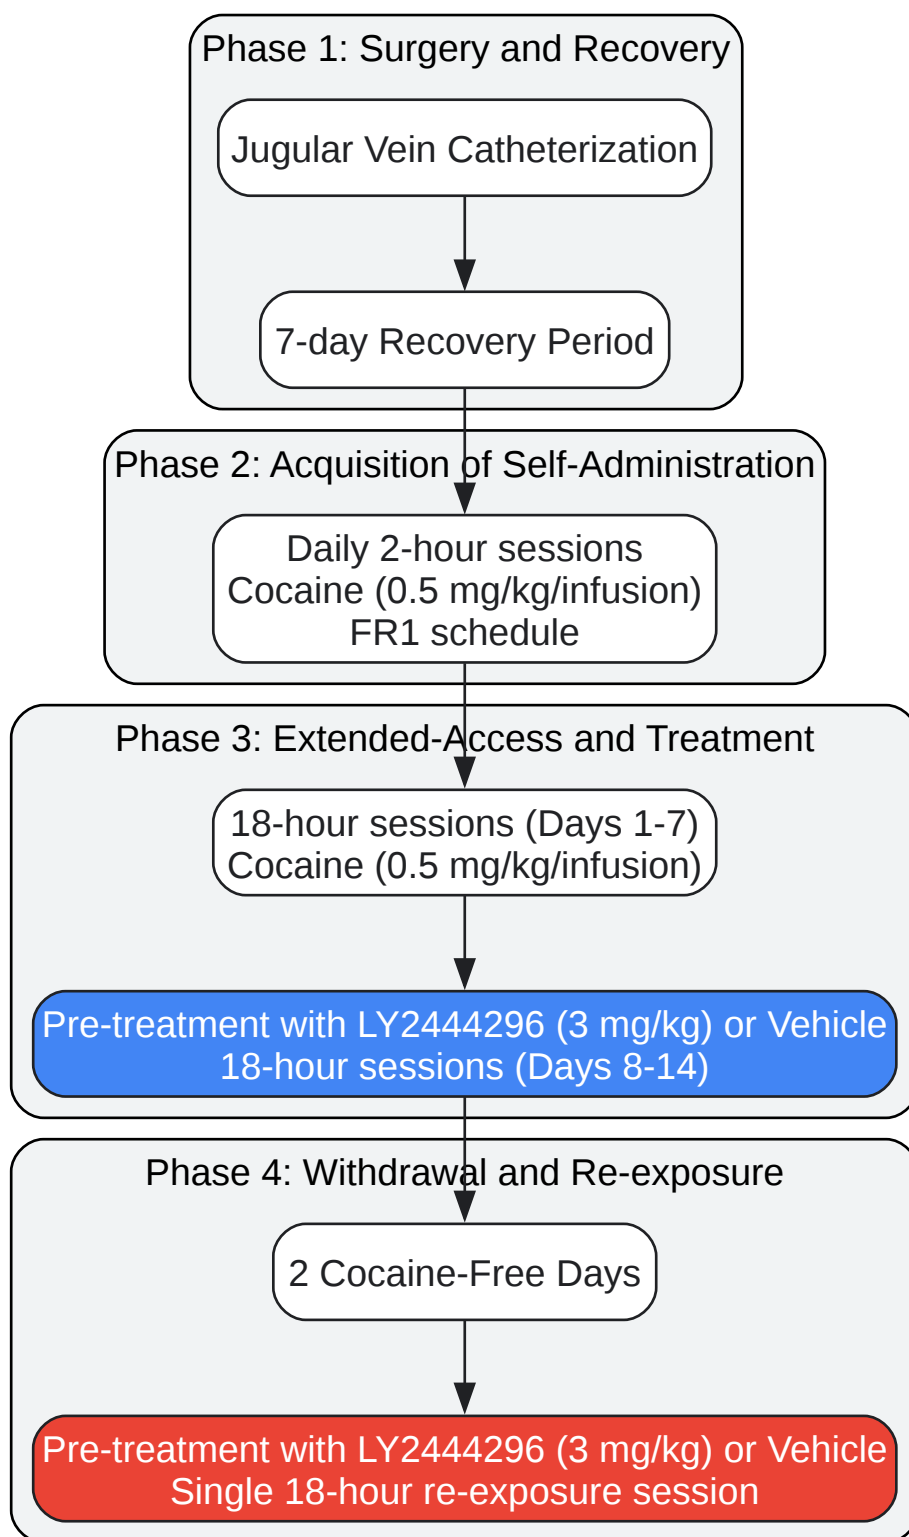 Phase 1: Surgery and Recovery
Jugular Vein Catheterization
7-day Recovery Period
Phase 2: Acquisition of Self-Administration
Daily 2-hour sessions
Cocaine (0.5 mg/kg/infusion)
FR1 schedule
Phase 3: Extended-Access and Treatment
18-hour sessions (Days 1-7)
Cocaine (0.5 mg/kg/infusion)
Pre-treatment with LY2444296 (3 mg/kg) or Vehicle
18-hour sessions (Days 8-14)
Phase 4: Withdrawal and Re-exposure
2 Cocaine-Free Days
Pre-treatment with LY2444296 (3 mg/kg) or Vehicle
Single 18-hour re-exposure session